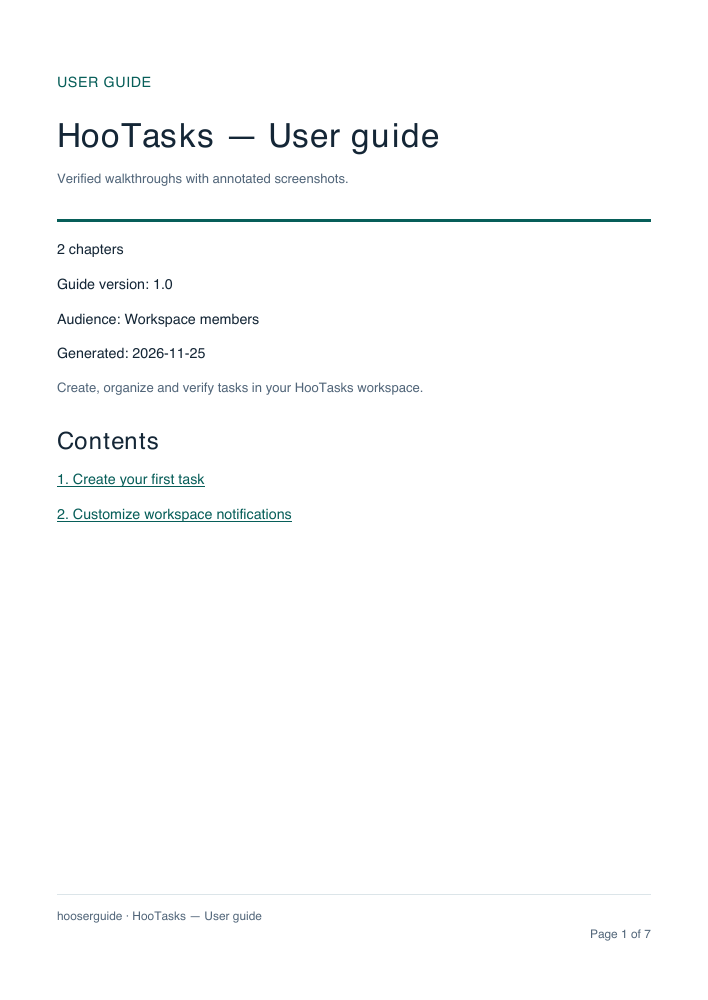 USER GUIDE
HooTasks — User guide
Verified walkthroughs with annotated screenshots.
2 chapters
Guide version: 1.0
Audience: Workspace members
Generated: 2026-11-25
Create, organize and verify tasks in your HooTasks workspace.
Contents
1. Create your first task
2. Customize workspace notifications
hooserguide · HooTasks — User guide
Page 1 of 7